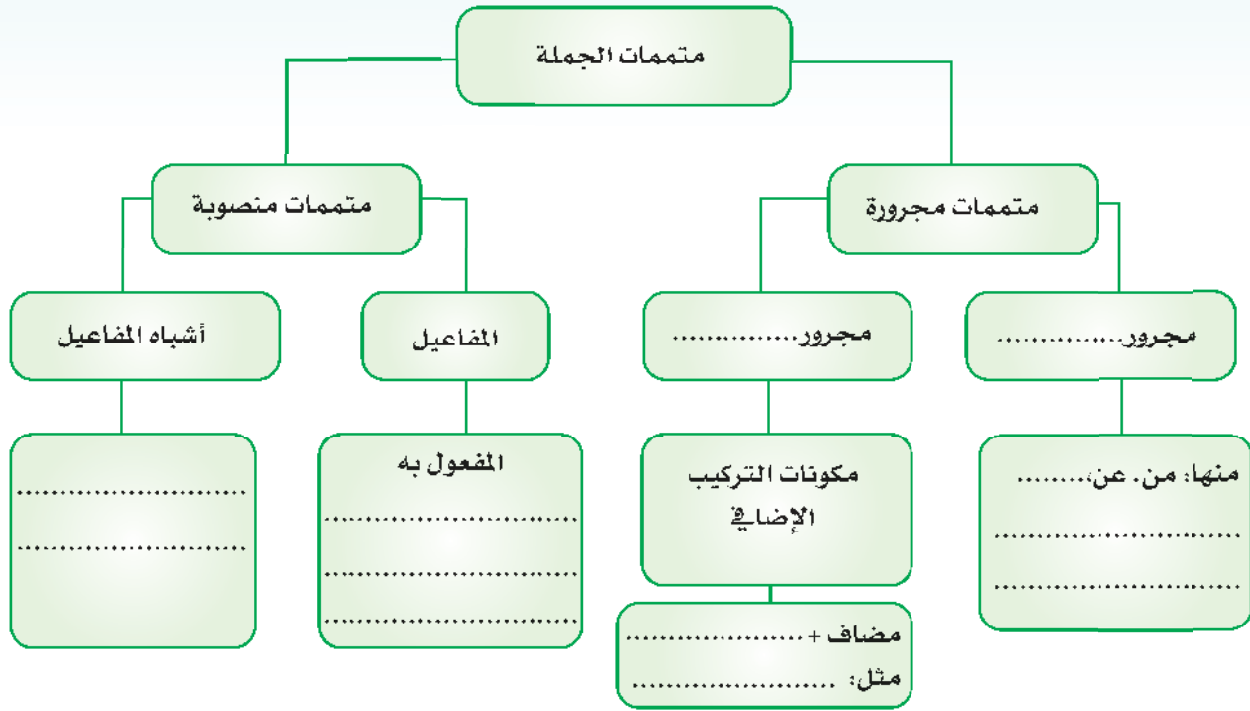 متممات الجملة
متممات مجرورة
متممات منصوبة
مجرور...............
مجرور...............
المفاعيل
أشباه المفاعيل
منها: من. عن،........
.............................
.............................
مكونات التركيب
الإضافي
مضاف + .....................
مثل: ........................
المفعول به
..............................
..............................
..............................
...........................
...........................